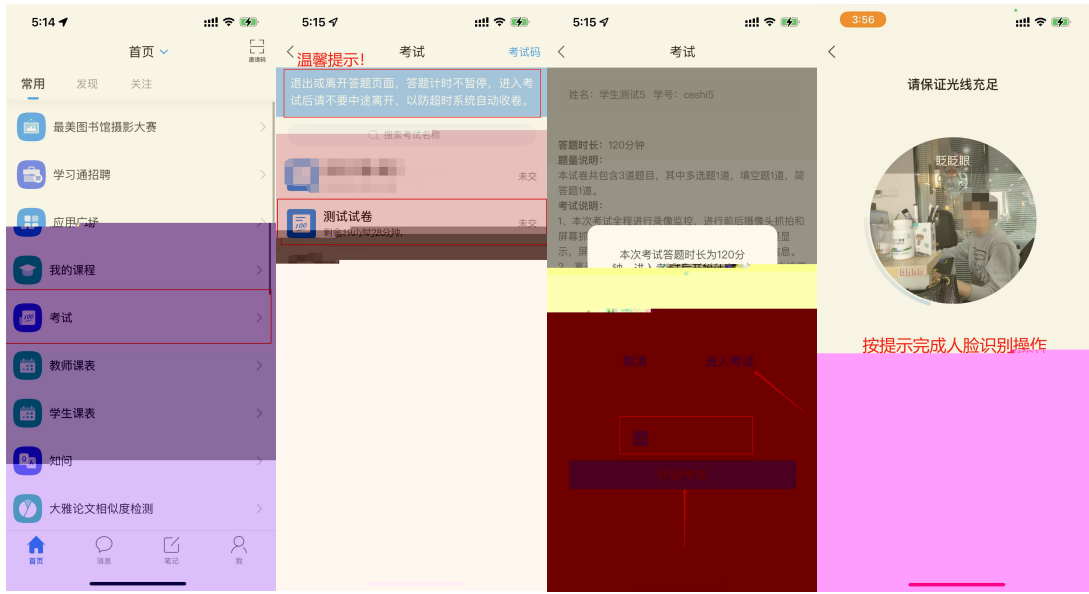 5:14
首页
邀请码
常用 发现 关注
最美图书馆摄影大赛
学习通招聘
应用广场
我的课程
考试
教师课表
学生课表
知问
大雅论文相似度检测
首页 消息 笔记 我
5:15
考试 考试码
温馨提示!
退出或离开答题页面,答题计时不暂停,进入考
试后请不要中途离开,以防超时系统自动收卷。
搜索考试名称
未交
测试试卷
未交
5:15
考试
姓名:学生测试5 学号:ceshi5
答题时长:120分钟
题量说明:
本试卷共包含3道题目,其中多选题1道,填空题1道,简
答题1道。
考试说明:
1、本次考试全程进行录像监控,进行前后摄像头抓拍和
屏幕抓
示,屏
本次考试答题时长为120分
取消 进入考试
3:56
请保证光线充足
眨眨眼
按提示完成人脸识别操作